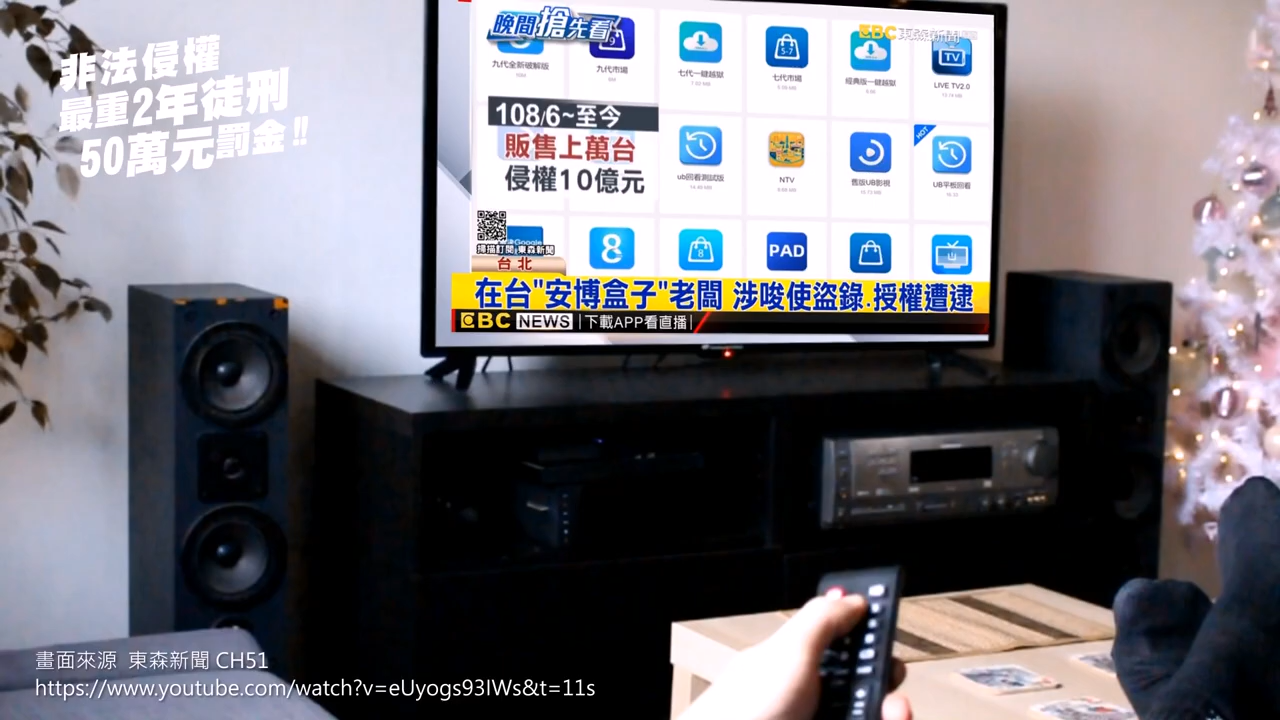 非法侵權
最重2年徒刑
50萬元罰金!!
晚間搶先看
EBC東森新聞
九代全新破解版
九代市場
七代一鍵越獄
七代市場
經典版一鍵越獄
LIVE TV2.0
108/6~至今
販售上萬台
侵權10億元
ub回看測試版
NTV
舊版UB影視
HOT
UB平板回看
Google
掃描訂閱 東森新聞
台北
8
PAD
在台"安博盒子"老闆 涉唆使盜錄.授權遭逮
EBC NEWS 下載APP看直播
畫面來源 東森新聞 CH51
https://www.youtube.com/watch?v=eUyogs93lWs&t=11s